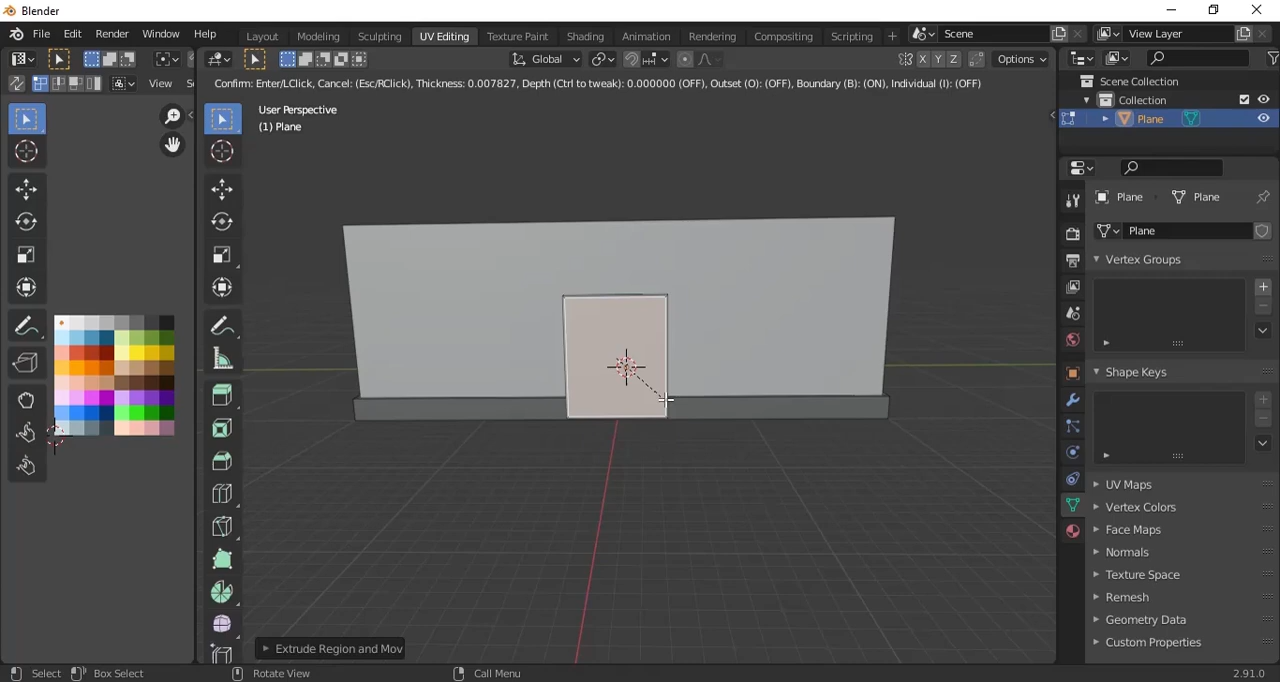 Blender
File Edit Render Window Help
Layout Modeling Sculpting UV Editing Texture Paint Shading Animation Rendering Compositing Scripting +
Scene
View Layer
Global
X Y Z
Options
View
Confirm: Enter/LClick, Cancel: (Esc/RClick), Thickness: 0.007827, Depth (Ctrl to tweak): 0.000000 (OFF), Outset (O): (OFF), Boundary (B): (ON), Individual (I): (OFF)
User Perspective
(1) Plane
Scene Collection
Collection
Plane
Plane Plane
Plane
Vertex Groups
Shape Keys
UV Maps
Vertex Colors
Face Maps
Normals
Texture Space
Remesh
Geometry Data
Custom Properties
Extrude Region and Mov
Select Box Select Rotate View Call Menu 2.91.0